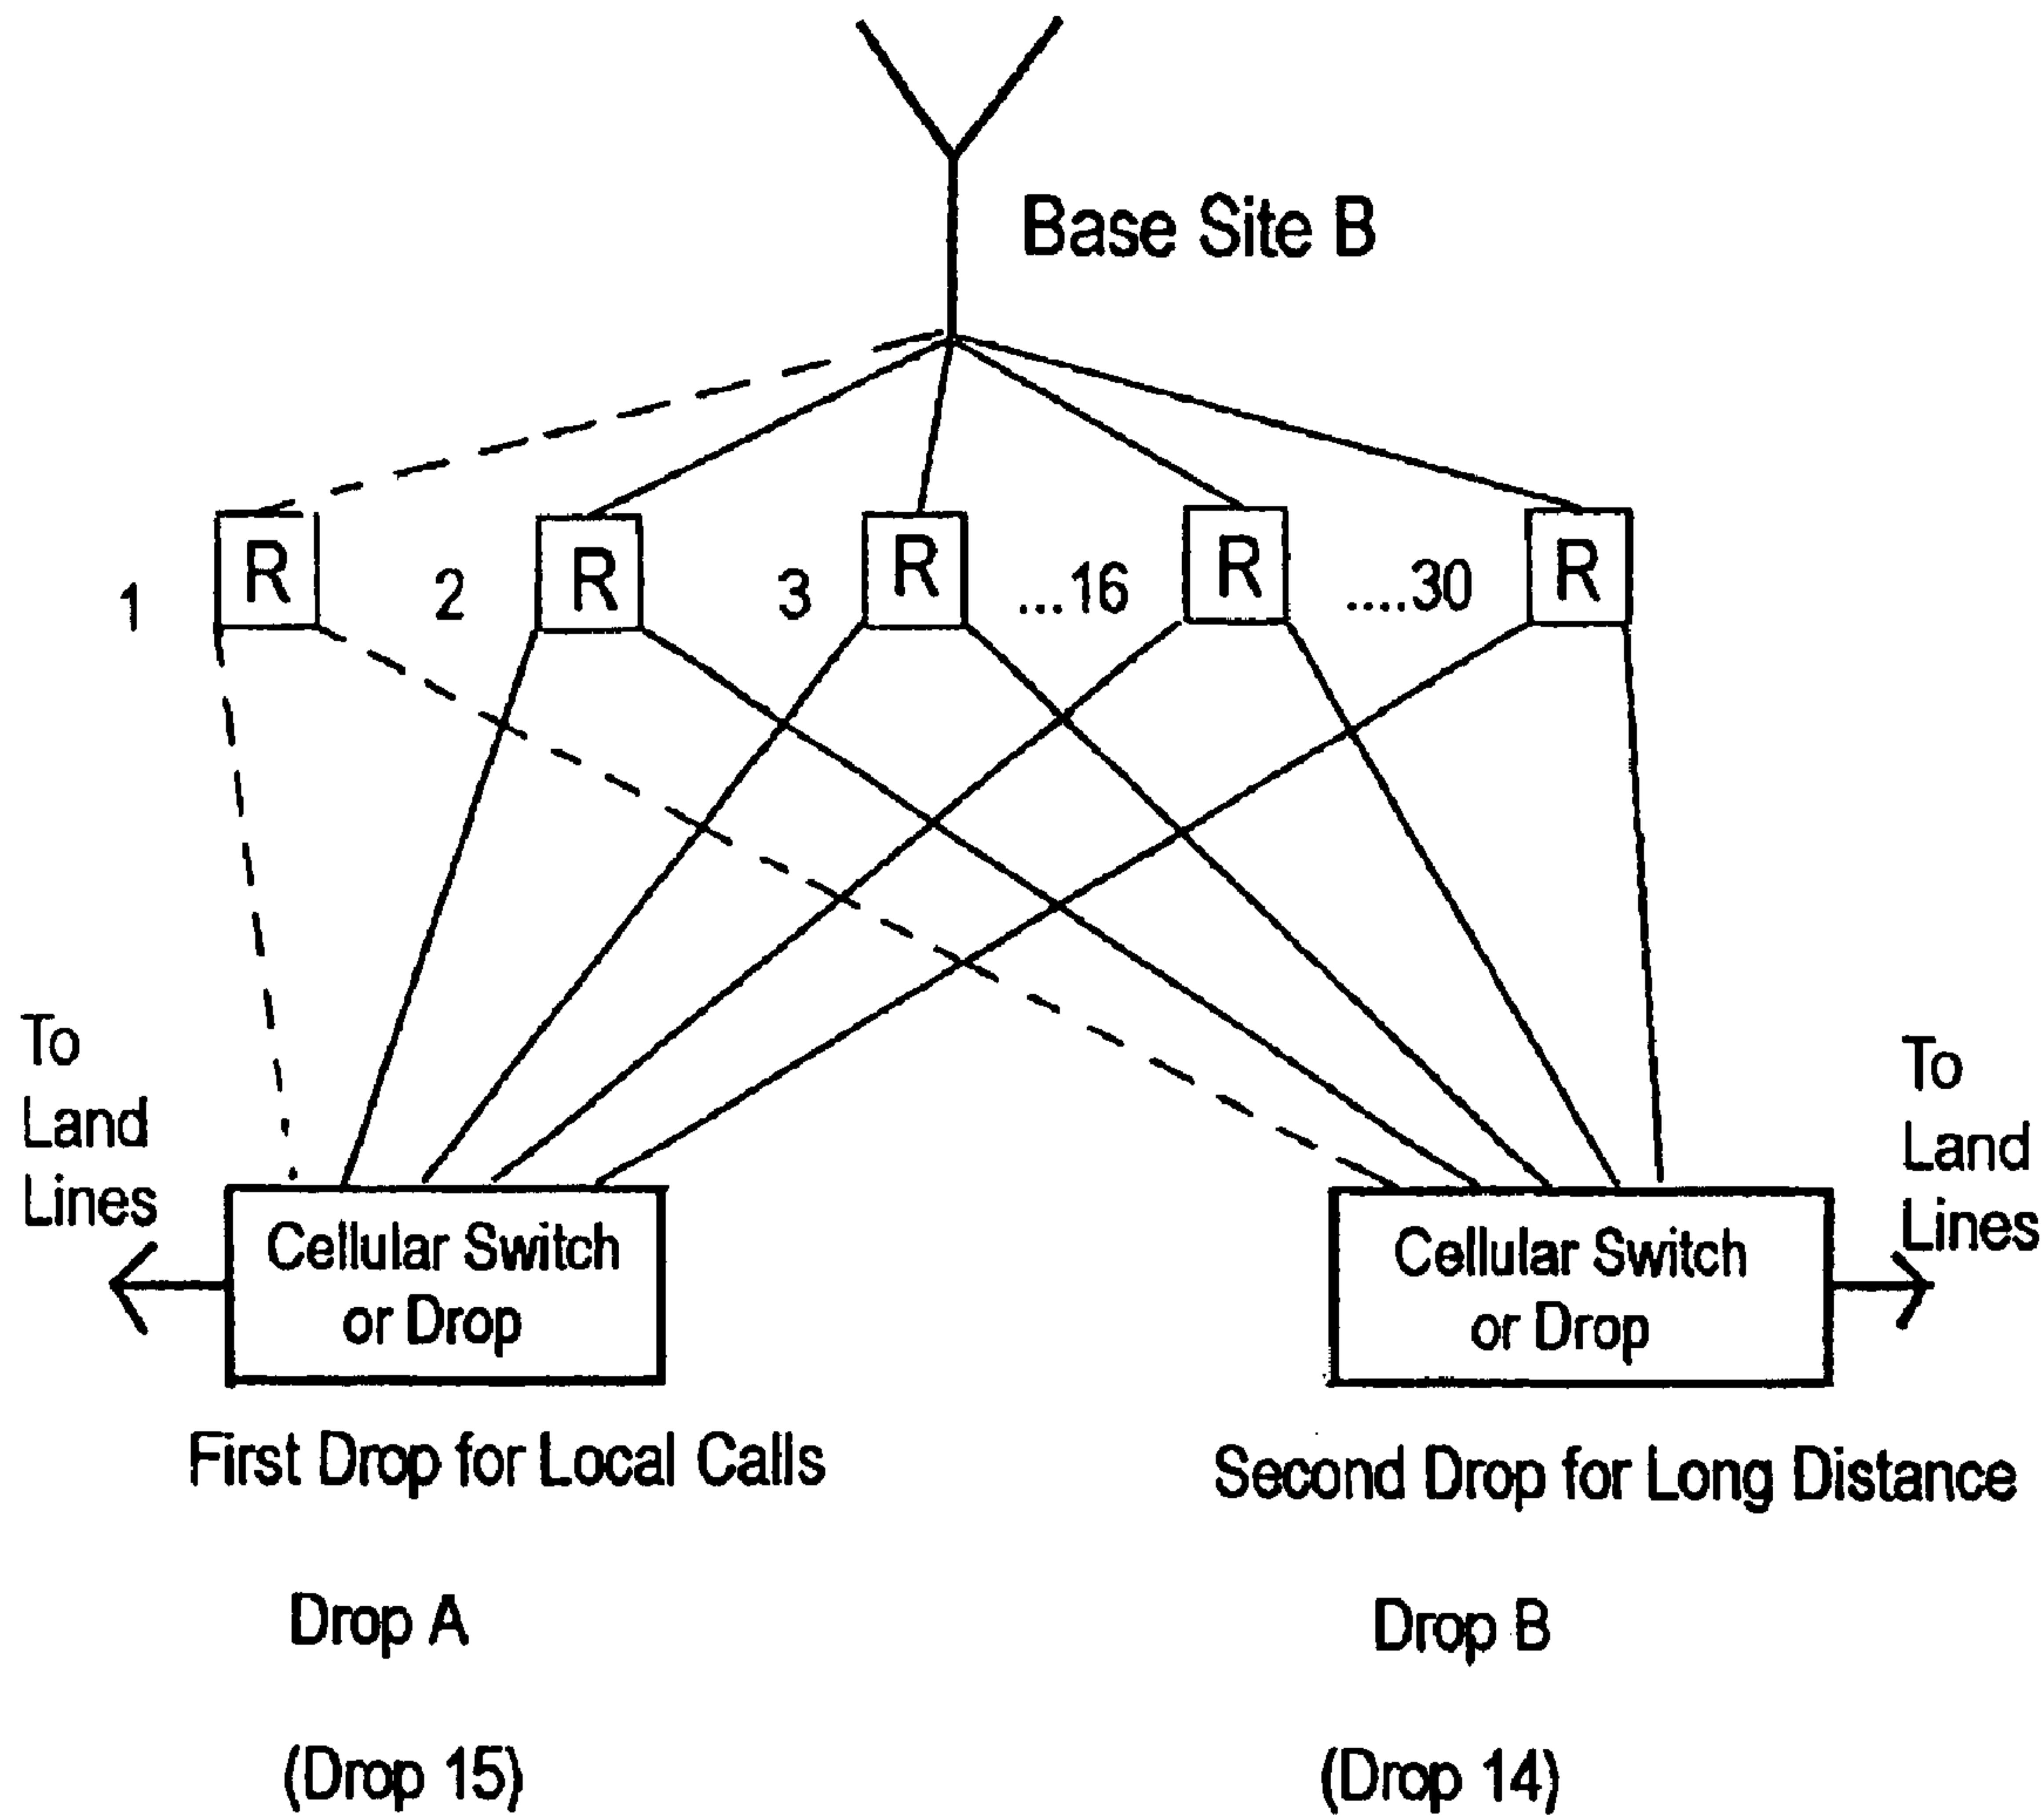 Base Site B
1 R 2 R 3 R ...16 R ....30 R
To
Land
Lines
To
Land
Lines
Cellular Switch
or Drop
Cellular Switch
or Drop
First Drop for Local Calls
Second Drop for Long Distance
Drop A
Drop B
(Drop 15)
(Drop 14)